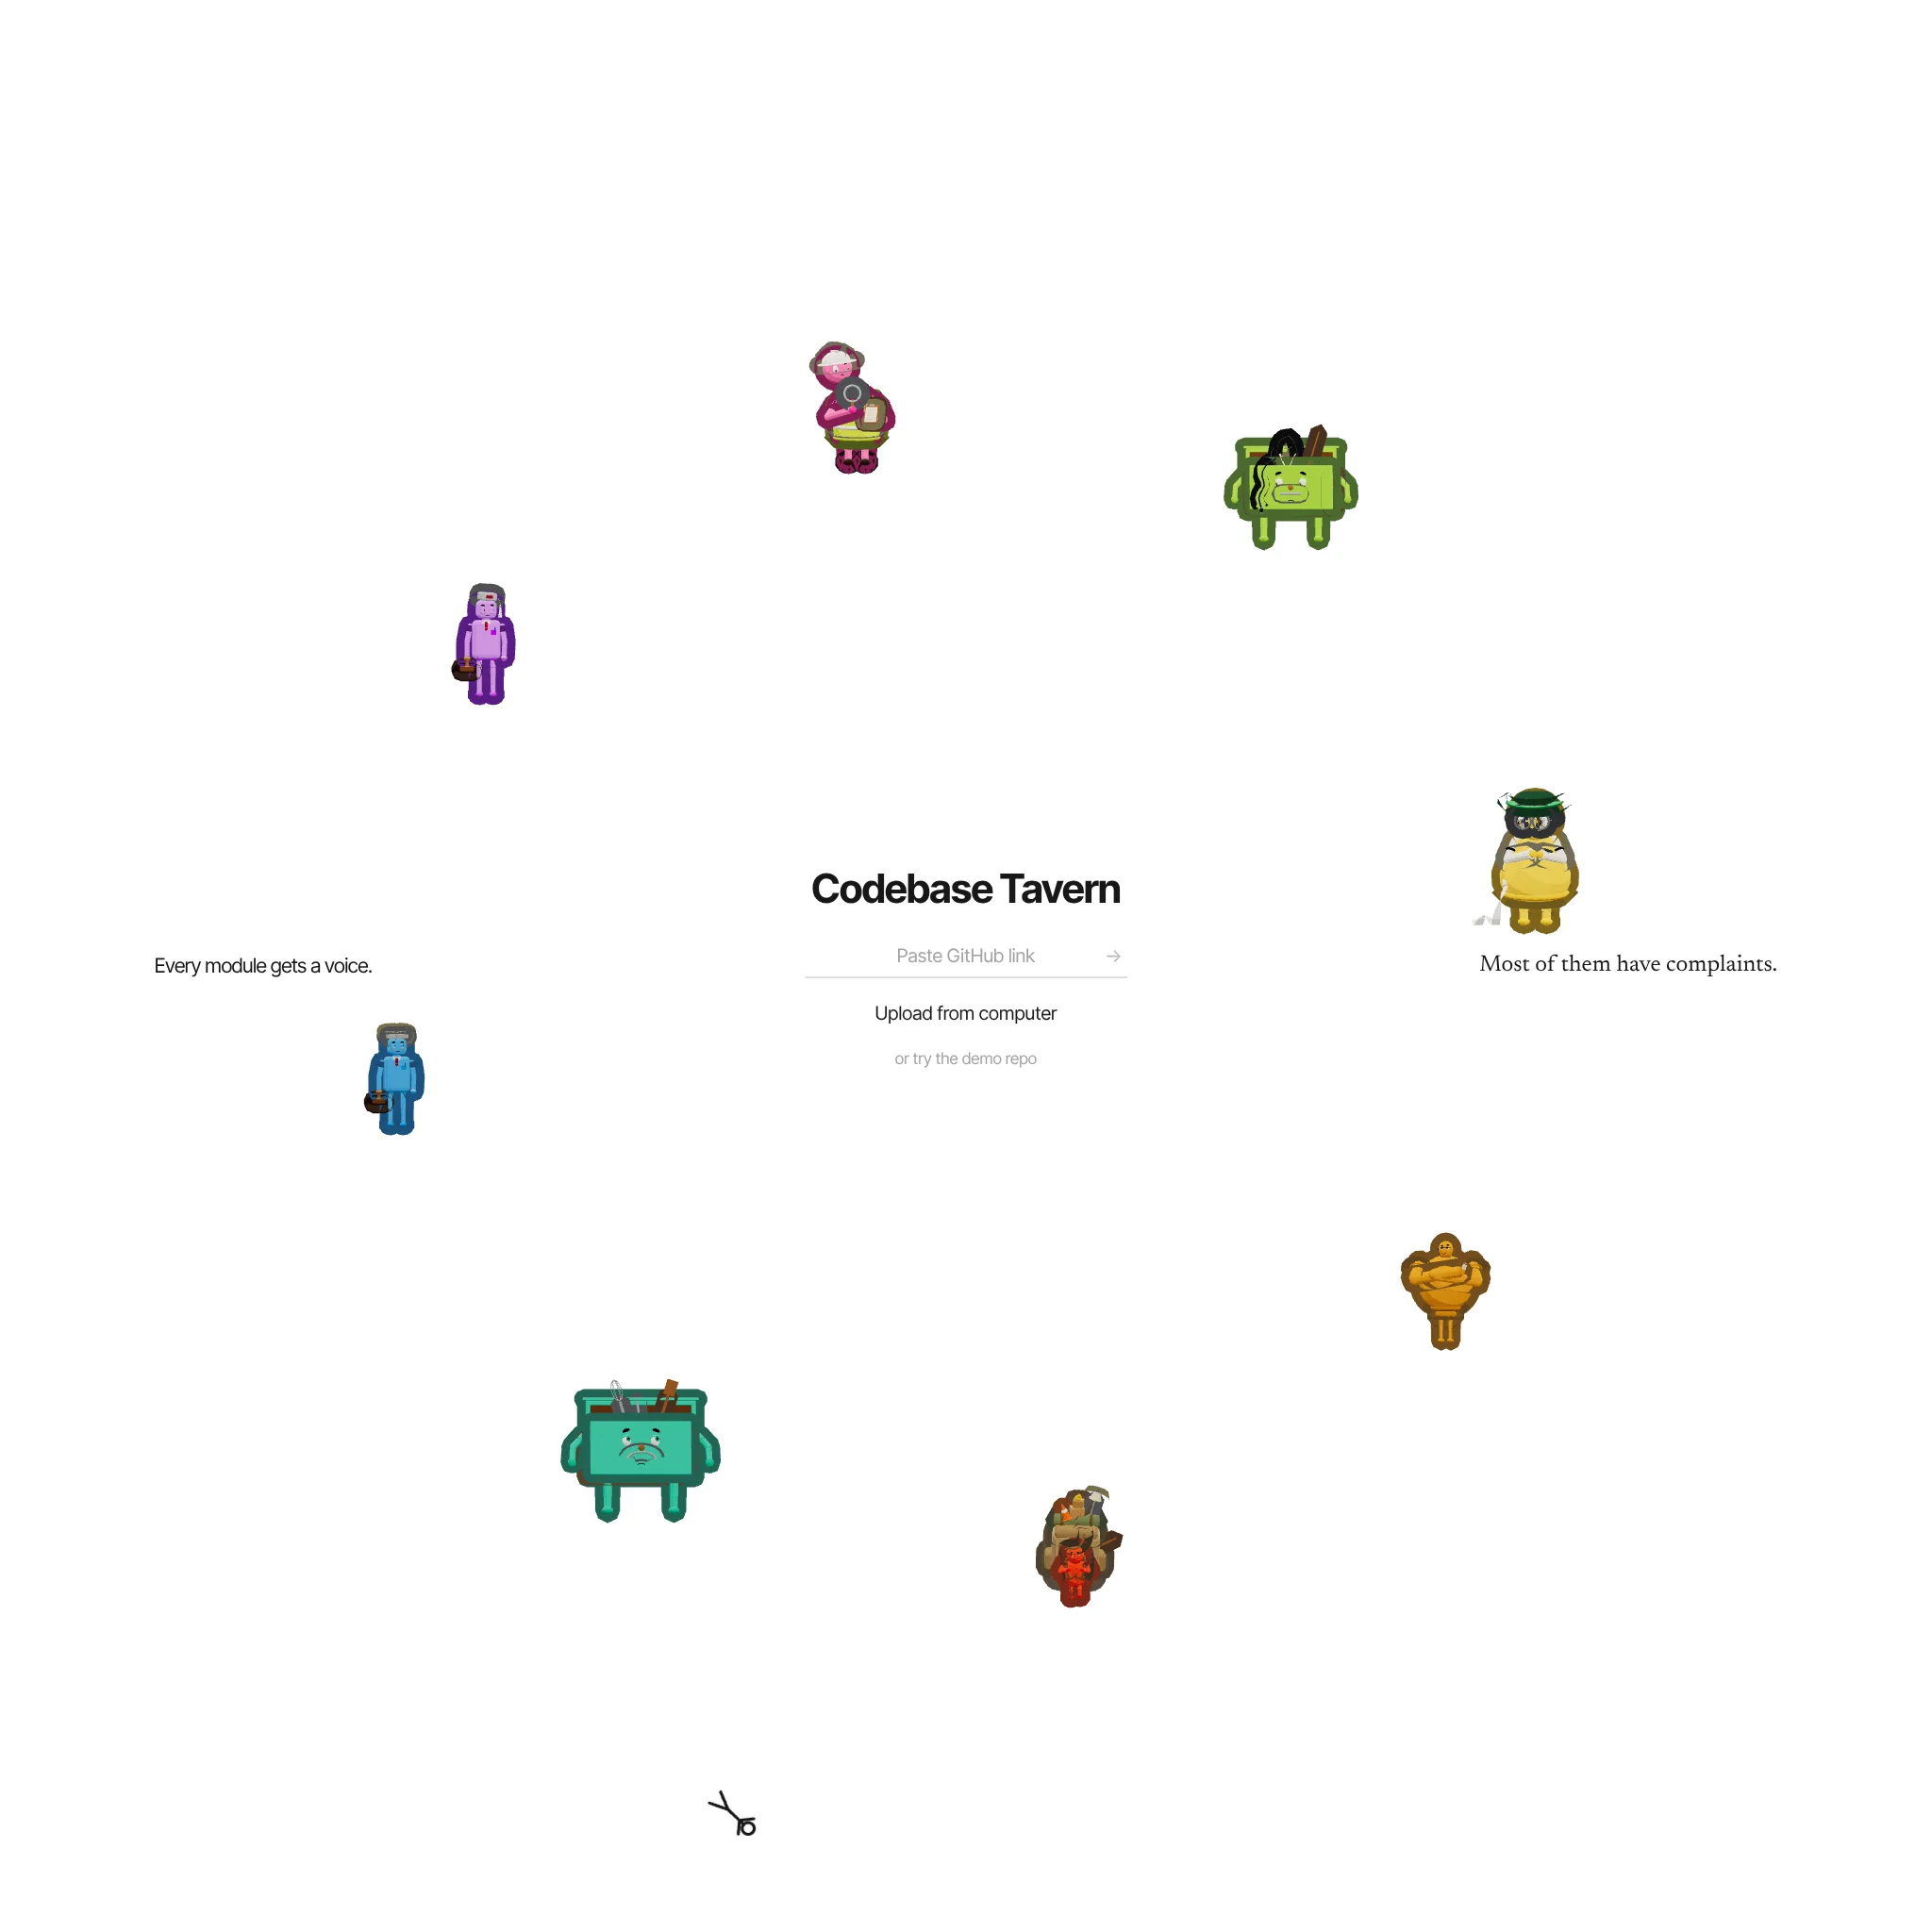 Codebase Tavern
Paste GitHub link →
Every module gets a voice.
Most of them have complaints.
Upload from computer
or try the demo repo